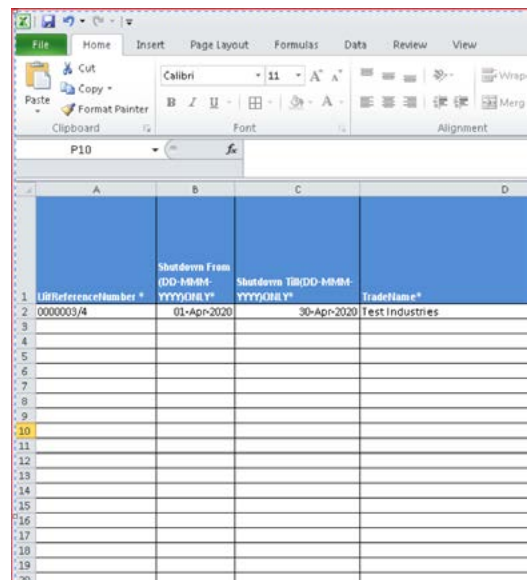 File Home Insert Page Layout Formulas Data Review View
Cut
Copy
Format Painter
Paste
Calibri 11 A A
B I U A
Wrap
Merg
Clipboard Font Alignment
P10 fx
A B C D
1 UifReferenceNumber * Shutdown From (DD-MMM-YYYY)ONLY* Shutdown Till(DD-MMM-YYYY)ONLY* TradeName*
2 0000003/4 01-Apr-2020 30-Apr-2020 Test Industries
3
4
5
6
7
8
9
10
11
12
13
14
15
16
17
18
19